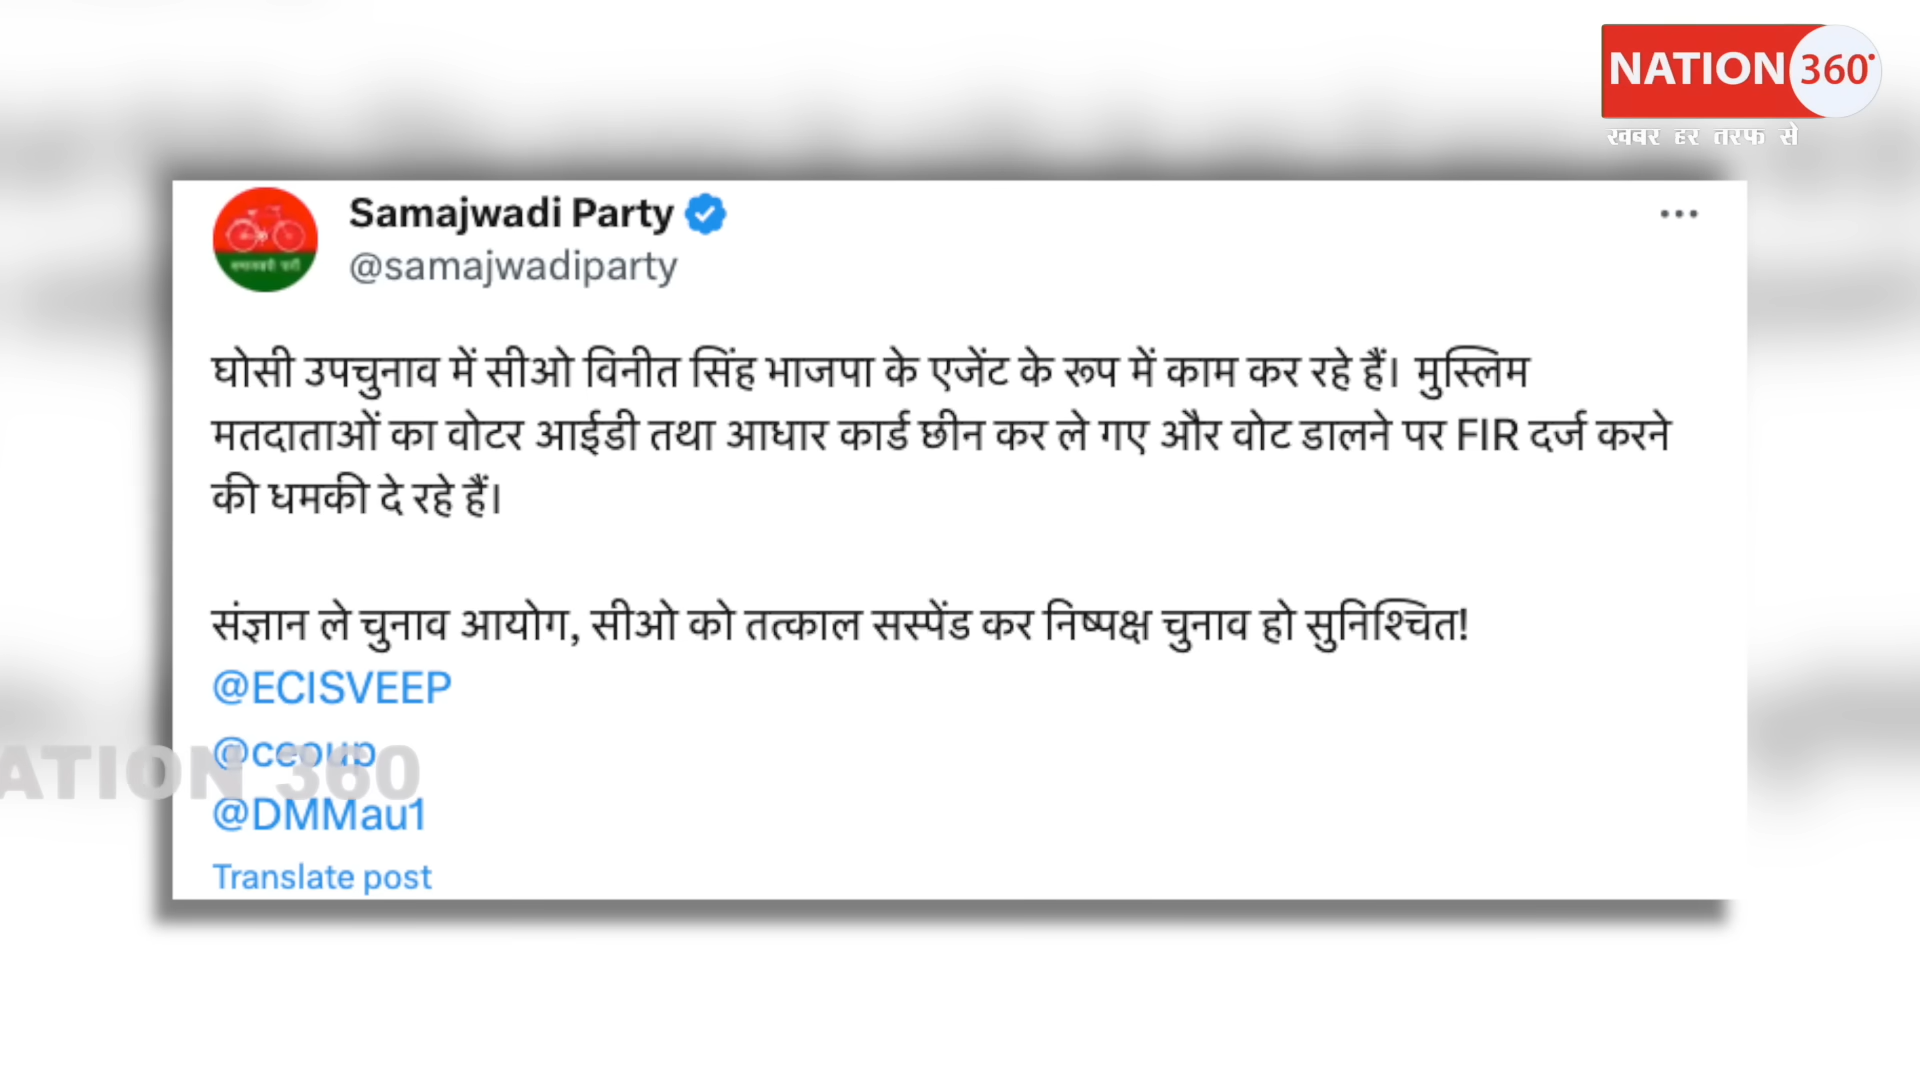 NATION 360°
खबर हर तरफ से
Samajwadi Party
@samajwadiparty
घोसी उपचुनाव में सीओ विनीत सिंह भाजपा के एजेंट के रूप में काम कर रहे हैं। मुस्लिम
मतदाताओं का वोटर आईडी तथा आधार कार्ड छीन कर ले गए और वोट डालने पर FIR दर्ज करने
की धमकी दे रहे हैं।
संज्ञान ले चुनाव आयोग, सीओ को तत्काल सस्पेंड कर निष्पक्ष चुनाव हो सुनिश्चित!
@ECISVEEP
@ceoup
ATION 360
@DMMau1
Translate post